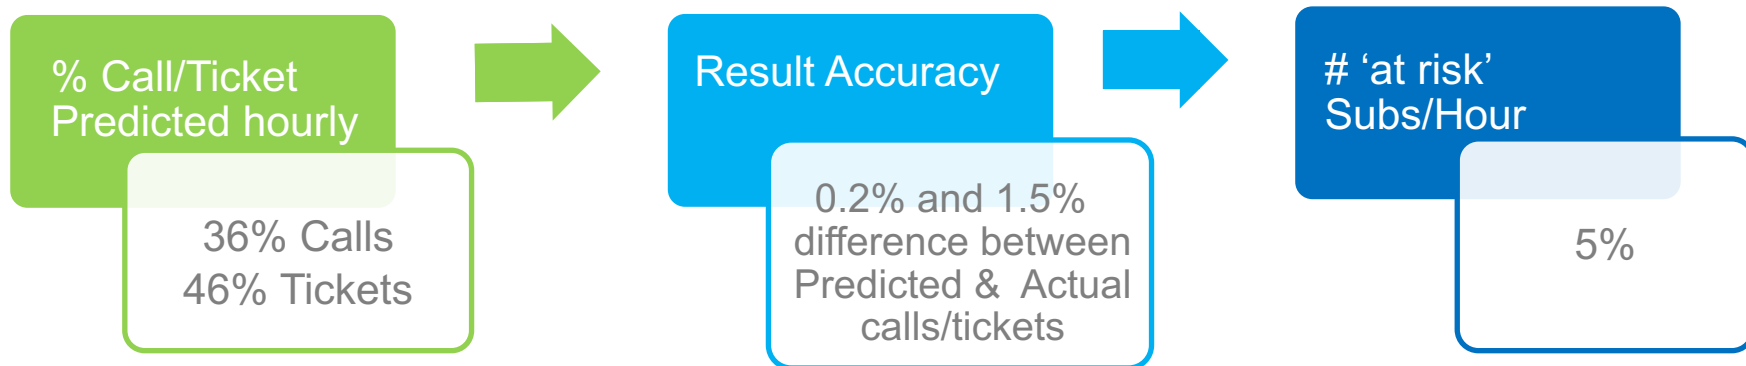 % Call/Ticket
Predicted hourly
36% Calls
46% Tickets
Result Accuracy
0.2% and 1.5%
difference between
Predicted & Actual
calls/tickets
# ‘at risk’
Subs/Hour
5%